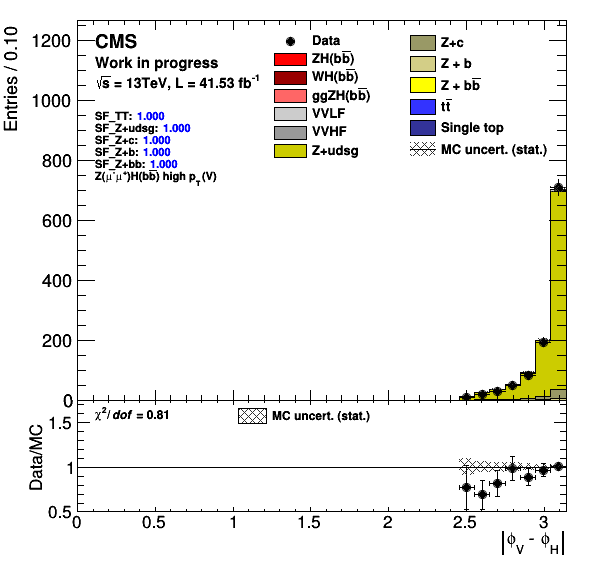 CMS
Work in progress
√s = 13TeV, L = 41.53 fb⁻¹
SF_TT: 1.000
SF_Z+udsg: 1.000
SF_Z+c: 1.000
SF_Z+b: 1.000
SF_Z+bb: 1.000
Z(μ⁻μ⁺)H(bb̅) high p_T(V)
Data
ZH(bb̅)
WH(bb̅)
ggZH(bb̅)
VVLF
VVHF
Z+udsg
Z+c
Z + b
Z + bb̅
tt̅
Single top
MC uncert. (stat.)
Entries / 0.10
1200
1000
800
600
400
200
0
χ²/dof = 0.81
MC uncert. (stat.)
Data/MC
1.5
1
0.5
0 0.5 1 1.5 2 2.5 3
|ϕ_V - ϕ_H|